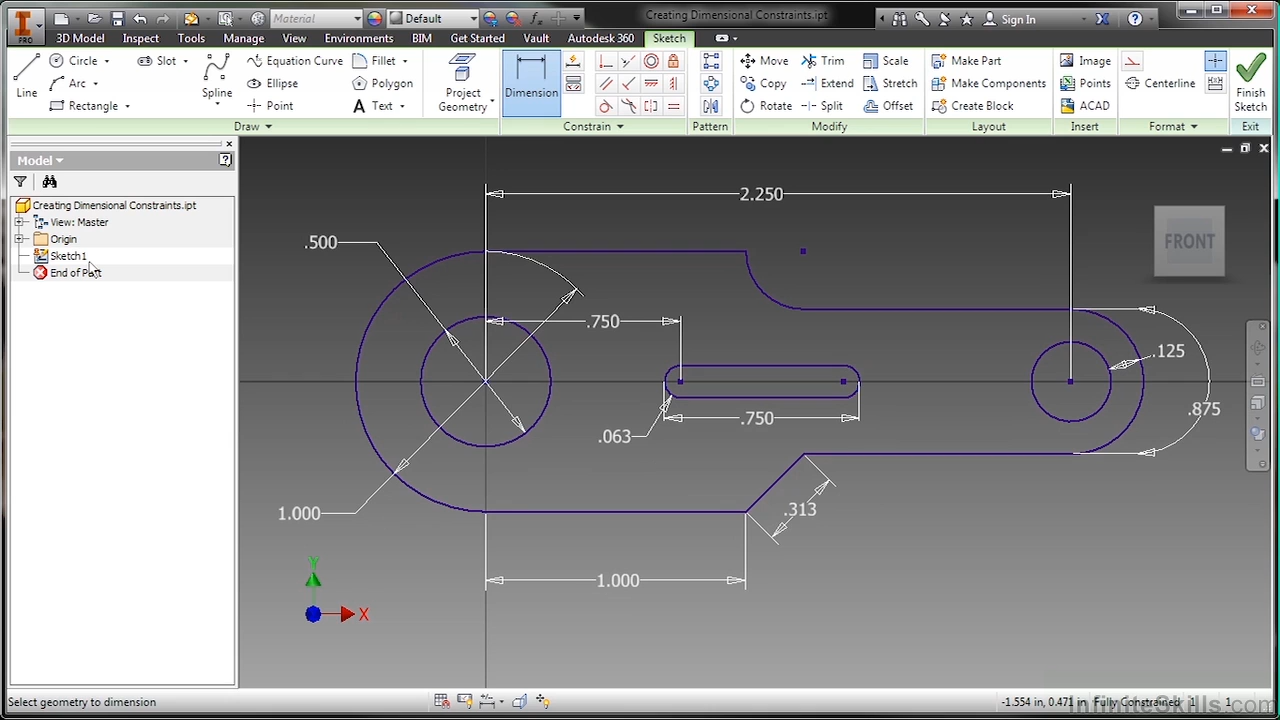 Creating Dimensional Constraints.ipt
Material
Default
Sign In
PRO
3D Model Inspect Tools Manage View Environments BIM Get Started Vault Autodesk 360 Sketch
Line
Circle
Arc
Rectangle
Slot
Spline
Equation Curve
Ellipse
Point
Fillet
Polygon
Text
Project
Geometry
Dimension
Move
Copy
Rotate
Trim
Extend
Split
Scale
Stretch
Offset
Make Part
Make Components
Create Block
Image
Points
ACAD
Centerline
Finish
Sketch
Draw
Constrain
Pattern
Modify
Layout
Insert
Format
Exit
Model
Creating Dimensional Constraints.ipt
View: Master
Origin
Sketch1
End of Part
2.250
.500
FRONT
.750
.125
.875
.750
.063
.313
1.000
1.000
Y
X
Select geometry to dimension
-1.554 in, 0.471 in Fully Constrained 1 1
InfiniteSkills.com